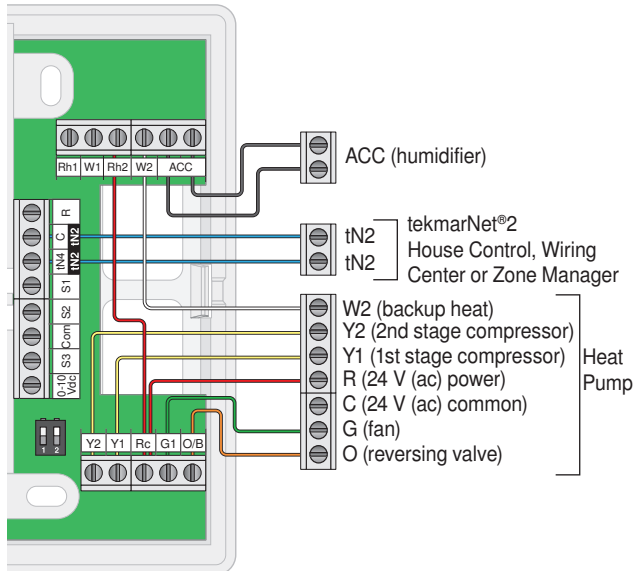 Rh1 W1 Rh2 W2 ACC
ACC (humidifier)
R
C tN2
tN4 tN2
S1
S2
Com
S3
0-10 Vdc
tN2
tN2
tekmarNet®2
House Control, Wiring
Center or Zone Manager
W2 (backup heat)
Y2 (2nd stage compressor)
Y1 (1st stage compressor)
R (24 V (ac) power)
C (24 V (ac) common)
G (fan)
O (reversing valve)
Heat
Pump
1 2
Y2 Y1 Rc G1 O/B